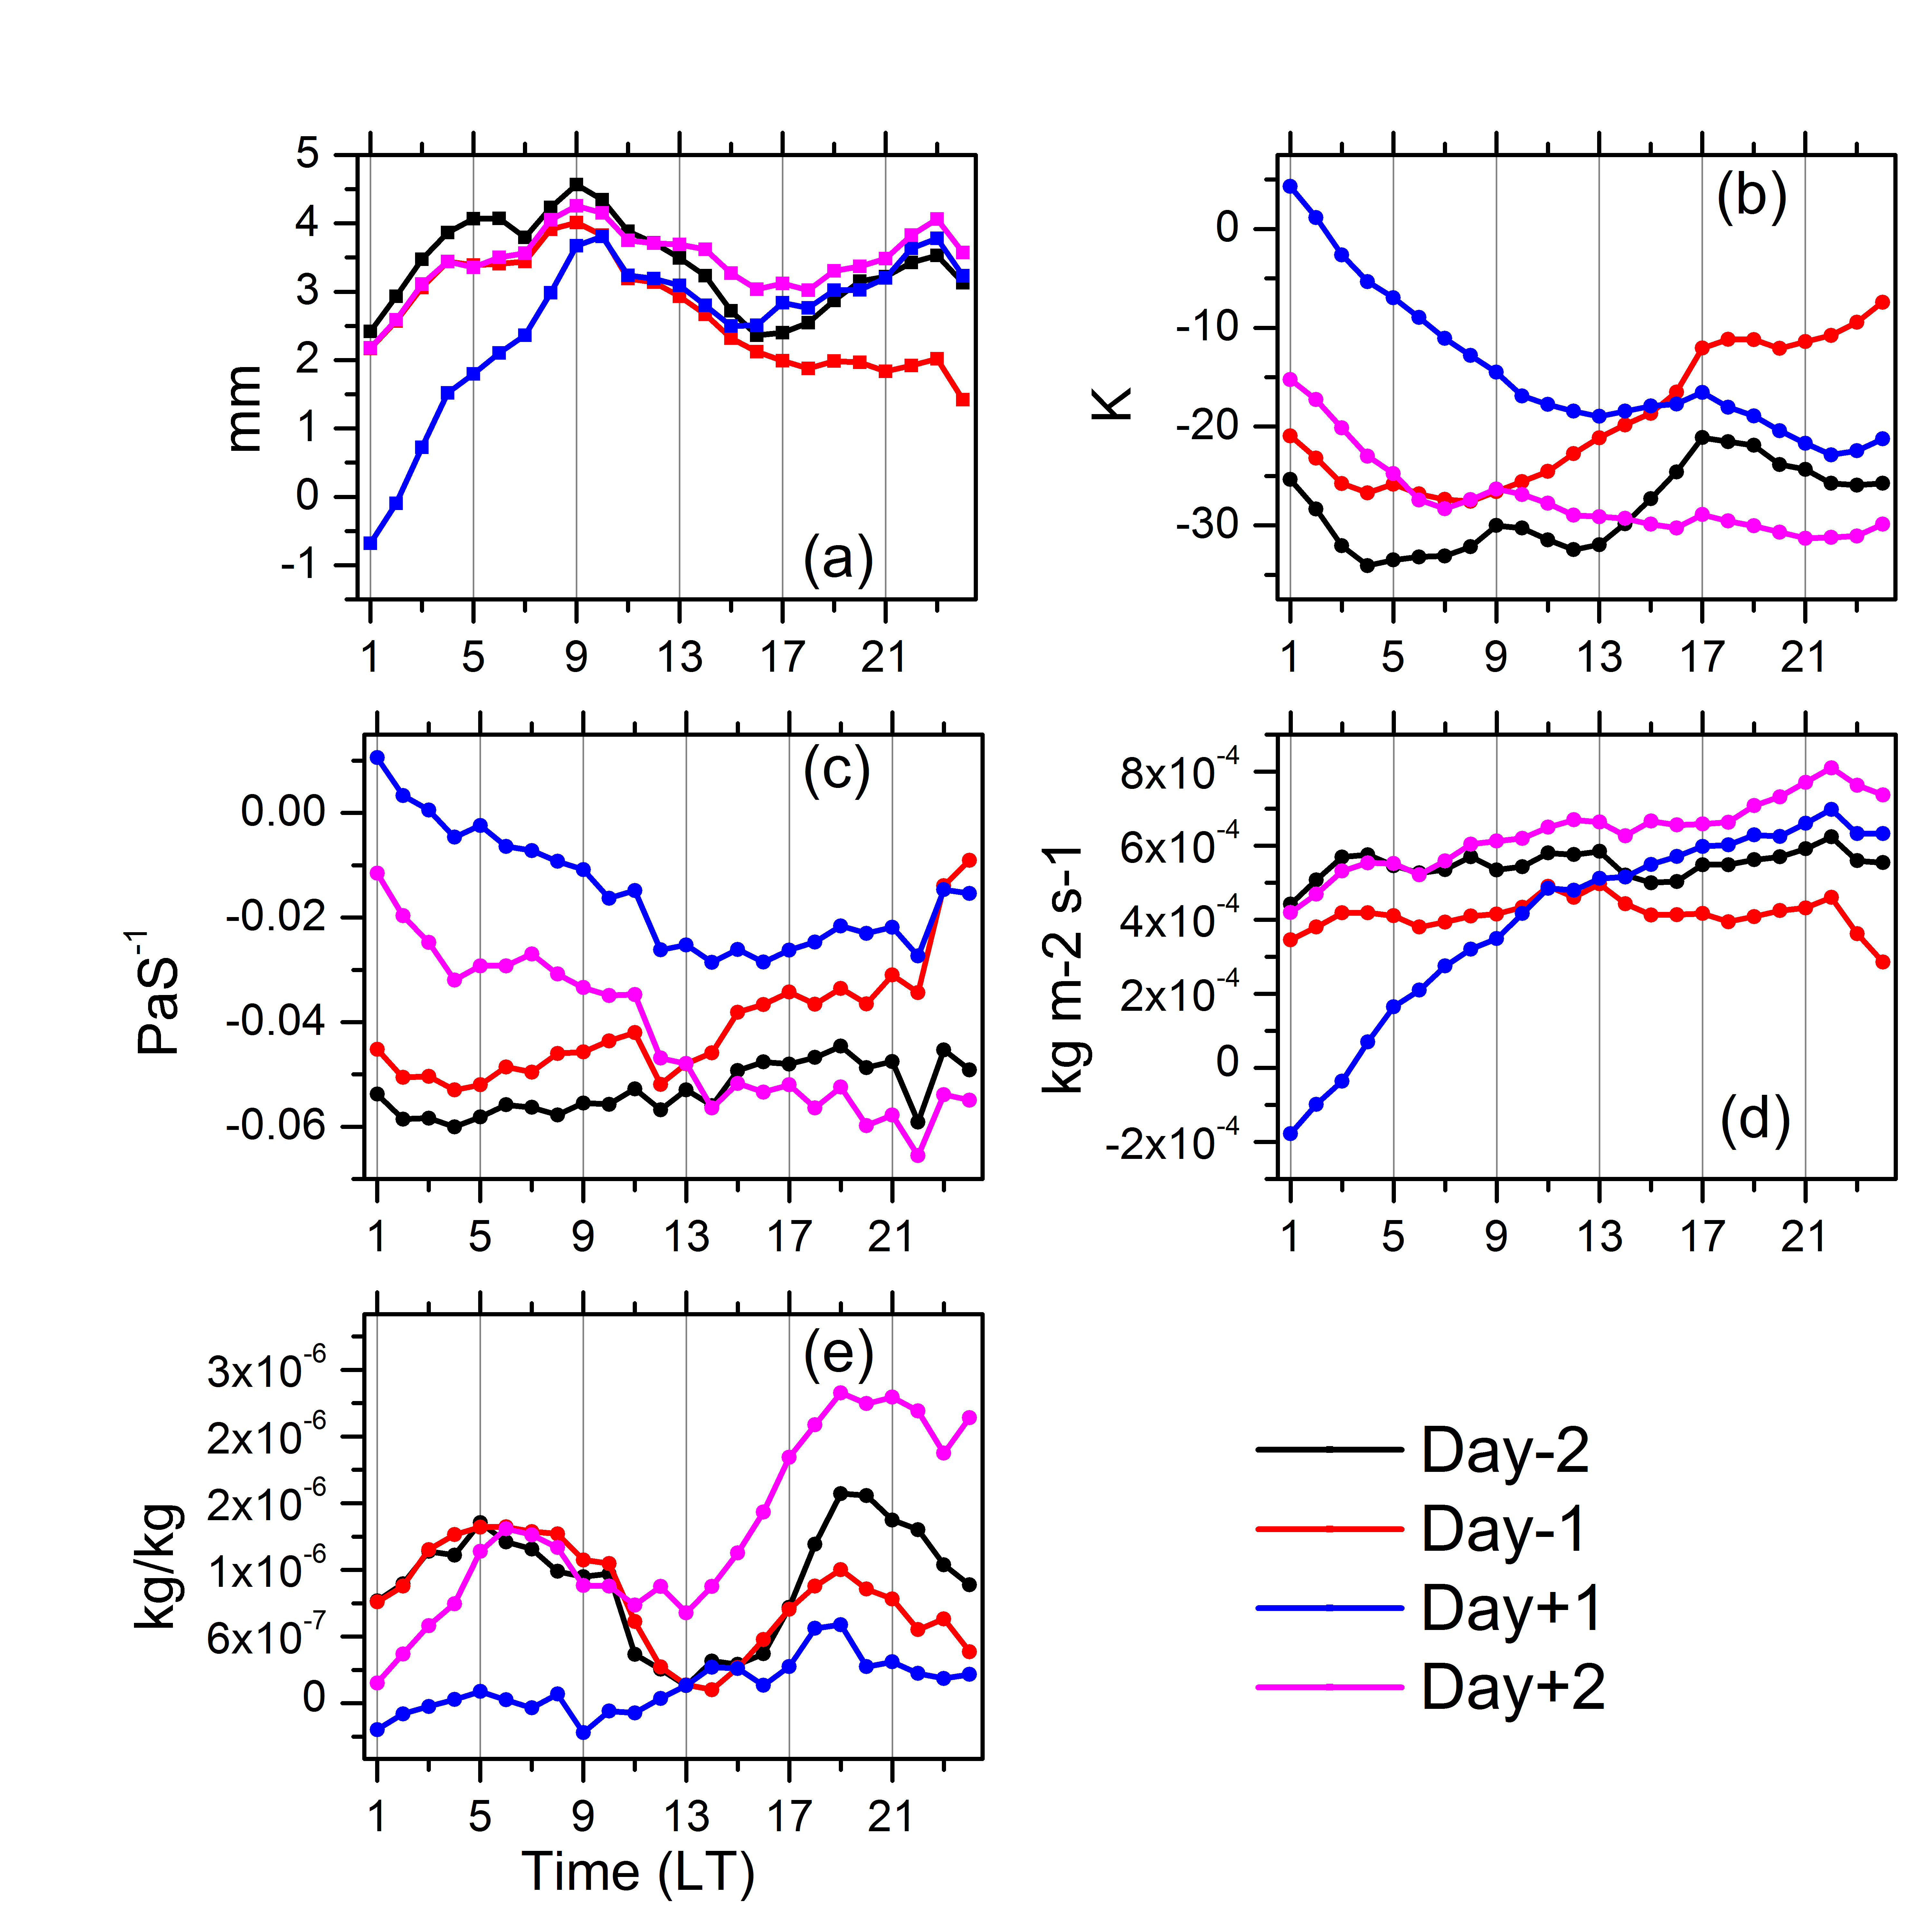 5
4
3
2
1
0
-1
mm
(a)
1 5 9 13 17 21
0
-10
-20
-30
K
(b)
1 5 9 13 17 21
0.00
-0.02
-0.04
-0.06
PaS-1
(c)
1 5 9 13 17 21
8x10-4
6x10-4
4x10-4
2x10-4
0
-2x10-4
kg m-2 s-1
(d)
1 5 9 13 17 21
3x10-6
2x10-6
2x10-6
1x10-6
6x10-7
0
kg/kg
(e)
1 5 9 13 17 21
Time (LT)
Day-2
Day-1
Day+1
Day+2